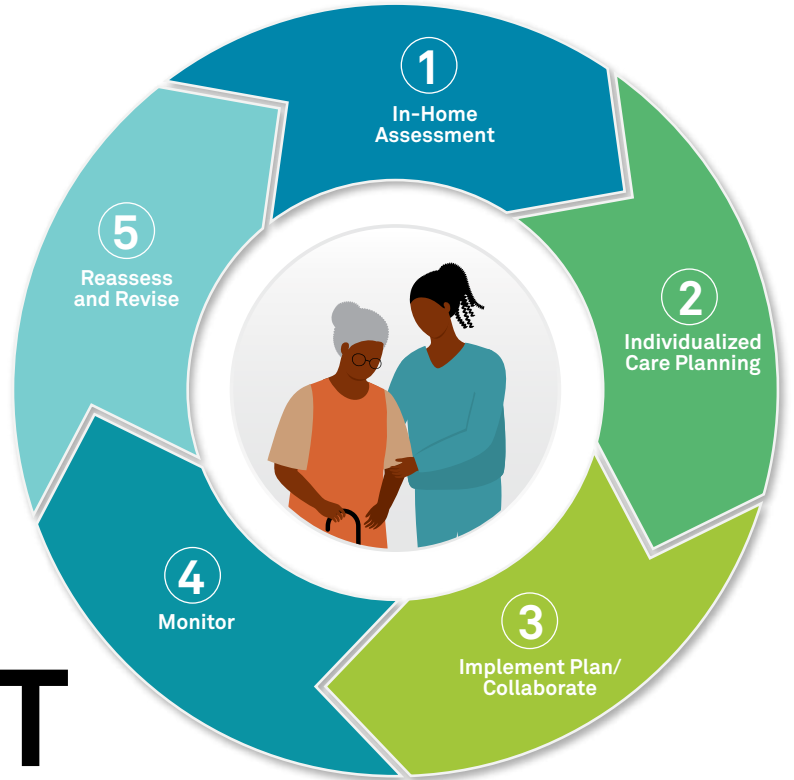 1
In-Home
Assessment
2
Individualized
Care Planning
3
Implement Plan/
Collaborate
4
Monitor
5
Reassess
and Revise
T